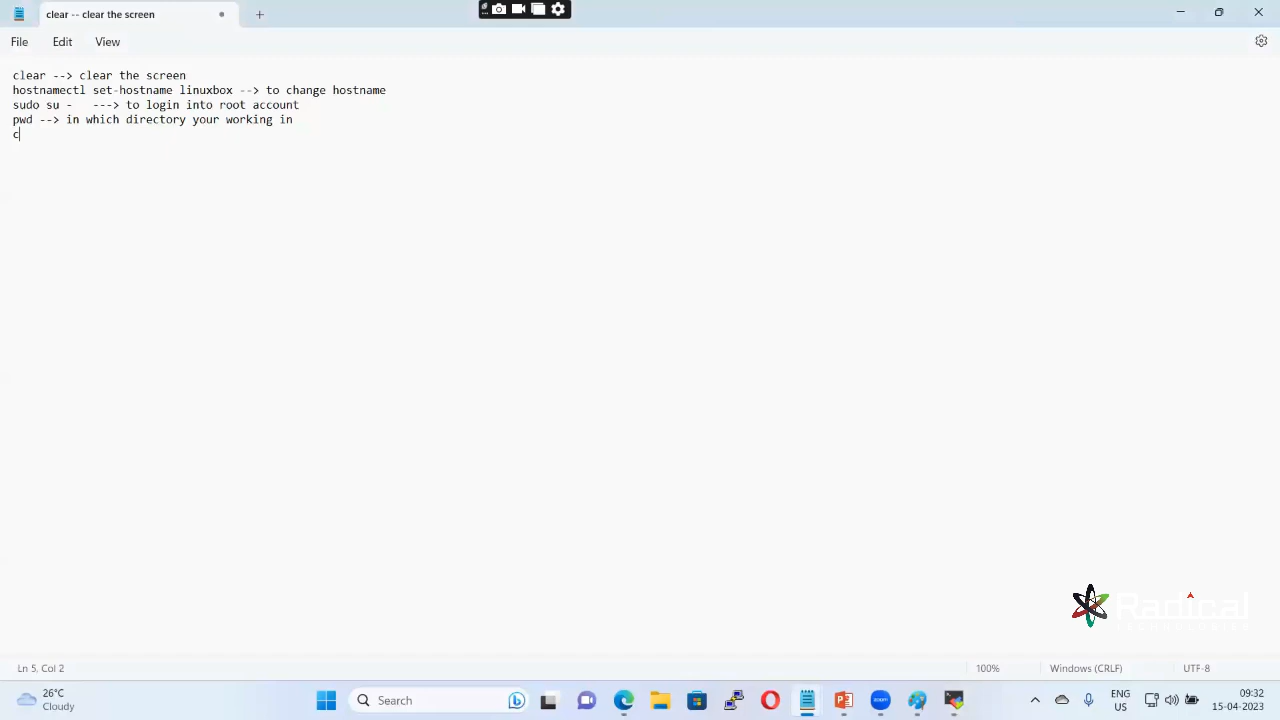 clear -- clear the screen
File Edit View
clear --> clear the screen
hostnamectl set-hostname linuxbox --> to change hostname
sudo su -   ---> to login into root account
pwd --> in which directory your working in
c
Radical
Ln 5, Col 2
100%
Windows (CRLF)
UTF-8
26°C
Cloudy
Search
ENG
US
15-04-2023